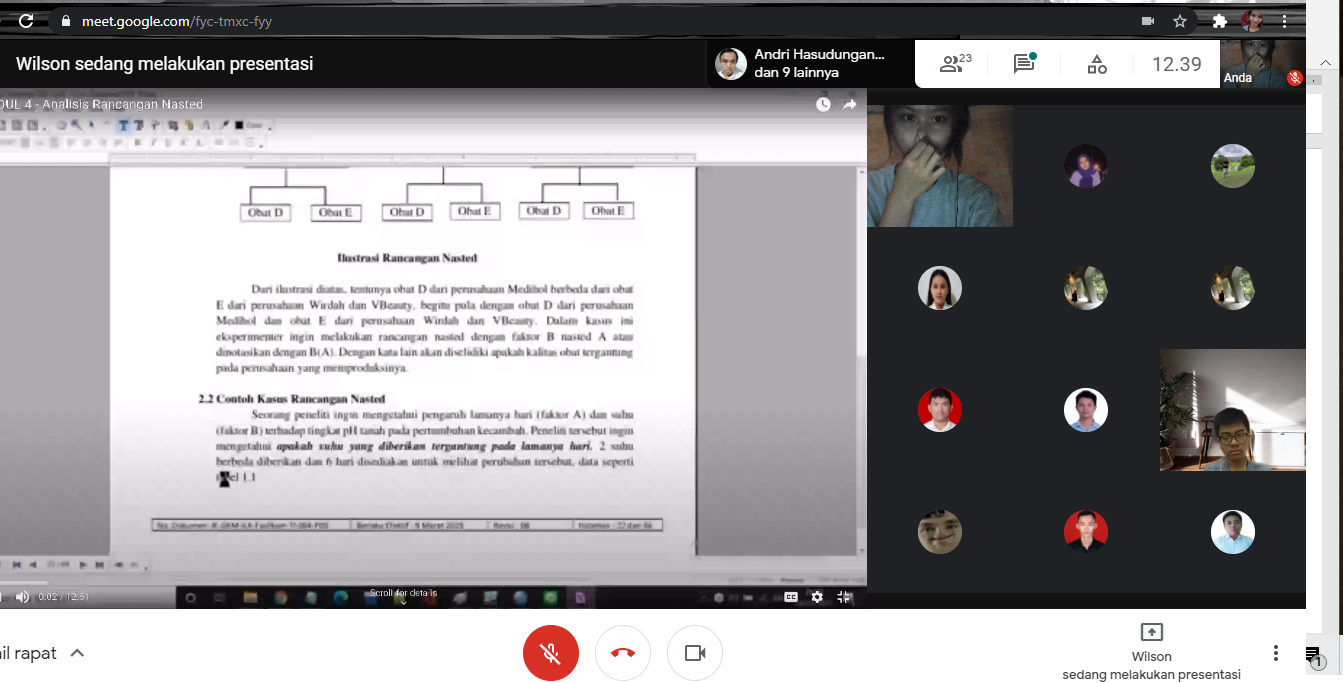 meet.google.com/fyc-tmxc-fyy
Wilson sedang melakukan presentasi
Andri Hasudungan...
dan 9 lainnya
23
12.39
Anda
DUL 4 - Analisis Rancangan Nasted
Obat D
Obat E
Obat D
Obat E
Obat D
Obat E
Ilustrasi Rancangan Nasted
Dari ilustrasi diatas, tentunya obat D dari perusahaan Medihol berbeda dari obat
E dari perusahaan Wirdah dan VBeauty, begitu pula dengan obat D dari perusahaan
Medihol dan obat E dari perusahaan Wirdah dan VBeauty. Dalam kasus ini
eksperimenter ingin melakukan rancangan nasted dengan faktor B nasted A atau
dinotasikan dengan B(A). Dengan kata lain akan diselidiki apakah kalitas obat tergantung
pada perusahaan yang memproduksinya.
2.2 Contoh Kasus Rancangan Nasted
Seorang peneliti ingin mengetahui pengaruh lamanya hari (faktor A) dan suhu
(faktor B) terhadap tingkat pH tanah pada pertumbuhan kecambah. Peneliti tersebut ingin
mengetahui apakah suhu yang diberikan tergantung pada lamanya hari. 2 suhu
berbeda diberikan dan 6 hari disediakan untuk melihat perubahan tersebut, data seperti
1.1
No. Dokumen
Berlaku Efektif : 5 Maret 2018
Revisi : 08
Halaman : 22 dari 66
0:02 / 12:51
Scroll for details
CC
il rapat
Wilson
sedang melakukan presentasi
1